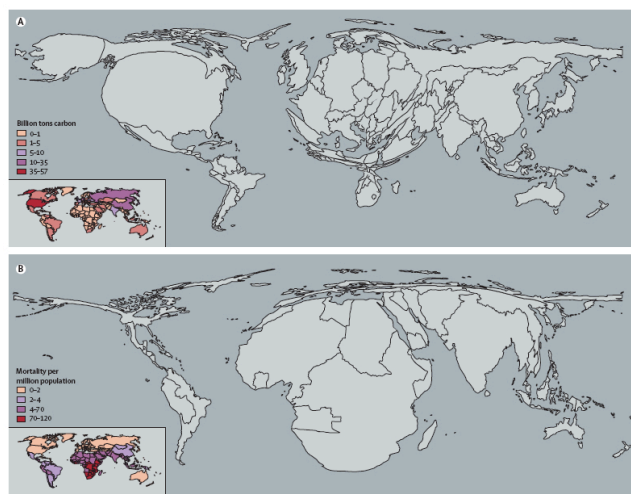 A
Billion tons carbon
0–1
1–5
5–10
10–35
35–57
B
Mortality per
million population
0–2
2–4
4–70
70–120